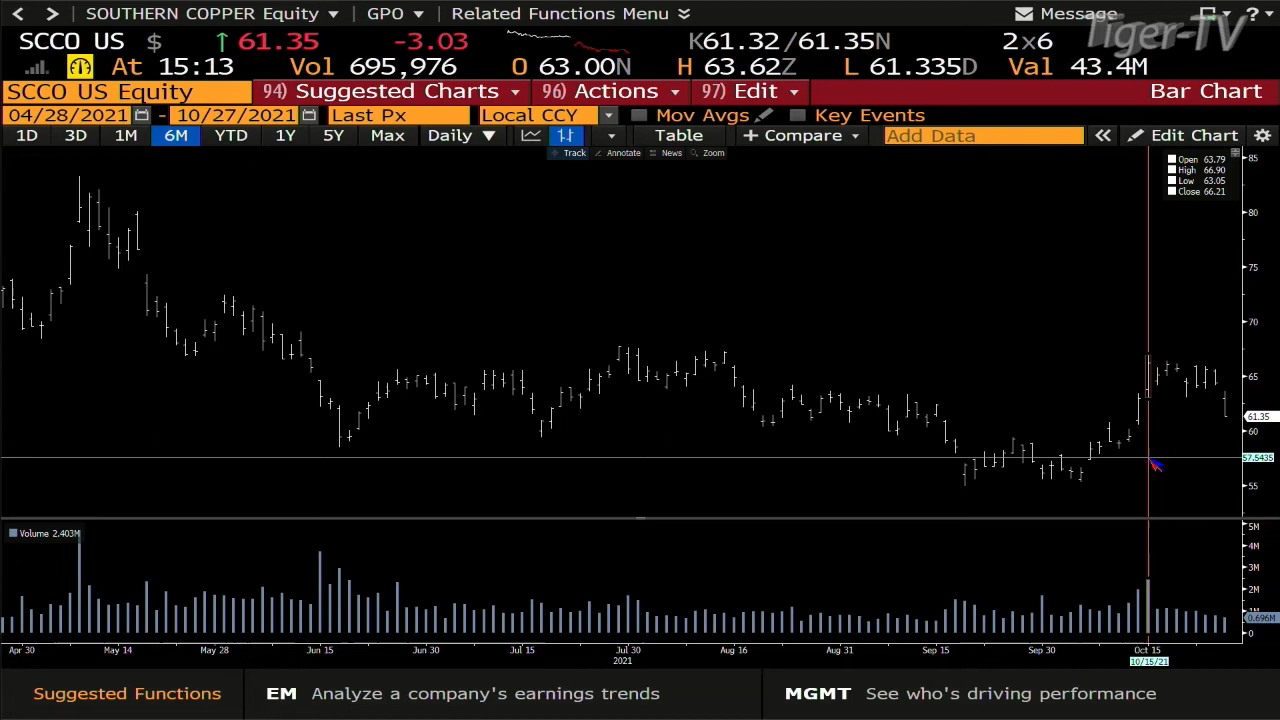 SOUTHERN COPPER Equity GPO Related Functions Menu Message ?
Tiger-TV
SCCO US $ 61.35 -3.03 K61.32 /61.35N 2x6
At 15:13 Vol 695,976 O 63.00N H 63.62Z L 61.335D Val 43.4M
SCCO US Equity 94) Suggested Charts 96) Actions 97) Edit Bar Chart
04/28/2021 - 10/27/2021 Last Px Local CCY Mov Avgs Key Events
1D 3D 1M 6M YTD 1Y 5Y Max Daily Table + Compare Add Data Edit Chart
Track Annotate News Zoom
Open 63.79
High 66.90
Low 63.05
Close 66.21
85
80
75
70
65
61.35
60
57.5435
55
Volume 2.403M
5M
4M
3M
2M
1M
0.696M
0
Apr 30 May 14 May 28 Jun 15 Jun 30 Jul 15 Jul 30 Aug 16 Aug 31 Sep 15 Sep 30 Oct 15
2021 10/15/21
Suggested Functions EM Analyze a company's earnings trends MGMT See who's driving performance